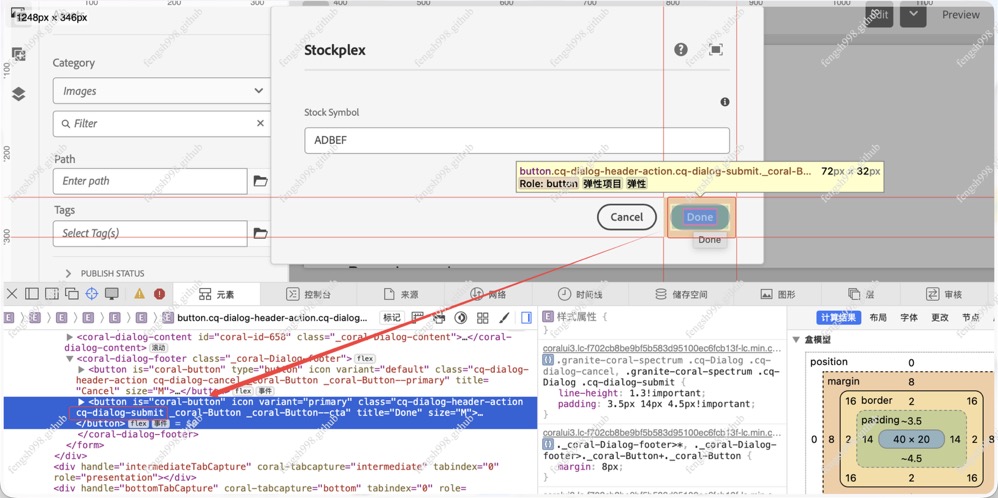 1248px × 346px
Edit
Preview
Category
Images
Filter
Path
Enter path
Tags
Select Tag(s)
PUBLISH STATUS
Stockplex
Stock Symbol
ADBEF
button.cq-dialog-header-action.cq-dialog-submit._coral-B... 72px × 32px
Role: button 弹性项目 弹性
Cancel
Done
Done
元素
控制台
来源
网络
时间线
储存空间
图形
层
审核
E E E E E E button.cq-dialog-header-action.cq-dialog...
标记
<coral-dialog-content id="coral-id-658" class="_coral-Dialog-content">…</coral-dialog-content> 滚动
<coral-dialog-footer class="_coral-Dialog-footer"> flex
<button is="coral-button" type="button" icon variant="default" class="cq-dialog-
header-action cq-dialog-cancel _coral-Button _coral-Button--primary" title=
"Cancel" size="M">…</button> flex 事件
<button is="coral-button" icon variant="primary" class="cq-dialog-header-action
cq-dialog-submit _coral-Button _coral-Button--cta" title="Done" size="M">…
</button> flex 事件
</coral-dialog-footer>
</form>
</div>
<div handle="intermediateTabCapture" coral-tabcapture="intermediate" tabindex="0"
role="presentation"></div>
<div handle="bottomTabCapture" coral-tabcapture="bottom" tabindex="0" role=
E 样式属性 {
}
coralui3.lc-f702cb8be9bf5b583d95100ec6fcb13f-lc.min.c…
.granite-coral-spectrum .cq-Dialog .cq-
dialog-cancel, .granite-coral-spectrum .cq-
Dialog .cq-dialog-submit {
line-height: 1.3!important;
padding: 3.5px 14px 4.5px!important;
}
coralui3.lc-f702cb8be9bf5b583d95100ec6fcb13f-lc.min.c…
._coral-Dialog-footer>*, ._coral-Dialog-
footer>._coral-Button+._coral-Button {
margin: 8px;
}
计算结果
布局
字体
更改
节点
盒模型
position 0
margin 8
16 border 2 16
padding ~3.5
0 8 2 14 40 × 20 14 2 8
~4.5
16 2 16
fengsh998.github